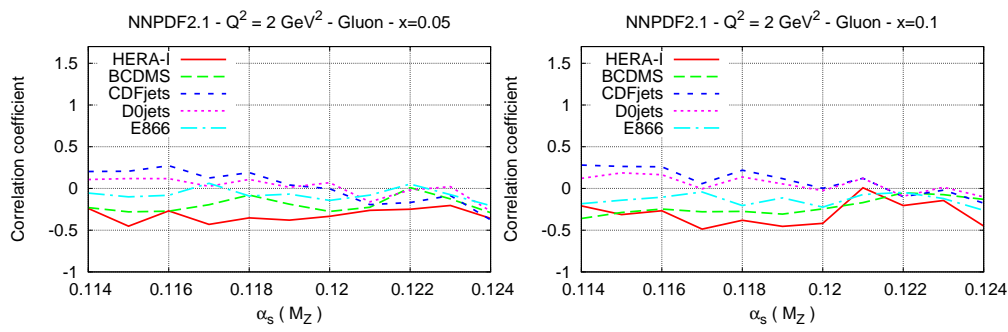 NNPDF2.1 - Q² = 2 GeV² - Gluon - x=0.05
Correlation coefficient
1.5
1
0.5
0
-0.5
-1
HERA-I
BCDMS
CDFjets
D0jets
E866
0.114 0.116 0.118 0.12 0.122 0.124
αs ( MZ )
NNPDF2.1 - Q² = 2 GeV² - Gluon - x=0.1
Correlation coefficient
1.5
1
0.5
0
-0.5
-1
HERA-I
BCDMS
CDFjets
D0jets
E866
0.114 0.116 0.118 0.12 0.122 0.124
αs ( MZ )